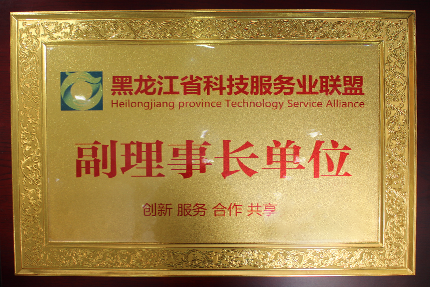 黑龙江省科技服务业联盟
Heilongjiang province Technology Service Alliance
副理事长单位
创新 服务 合作 共享